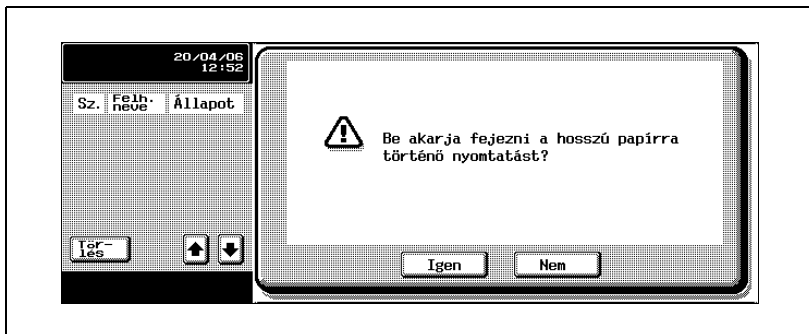 20/04/06
12:52
Sz. Felh. neve Állapot
Be akarja fejezni a hosszú papírra
történő nyomtatást?
Tör-
lés
Igen Nem